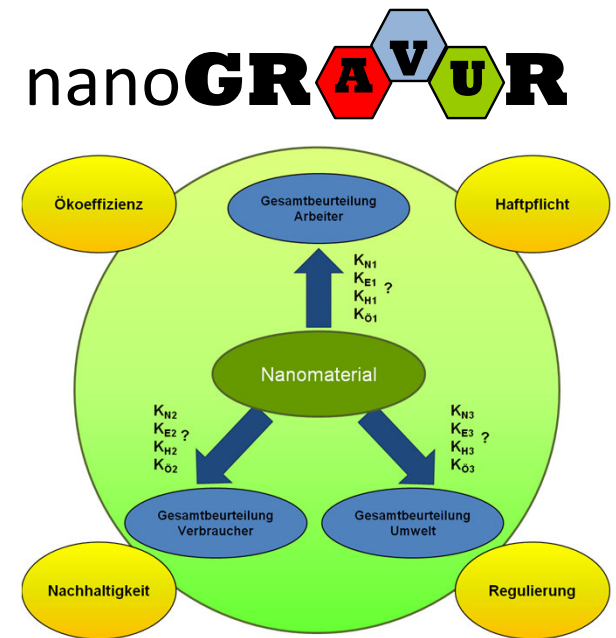 nanoGRAVUR
Ökoeffizienz
Gesamtbeurteilung
Arbeiter
Haftpflicht
KN1
KE1
KH1
KÖ1
?
Nanomaterial
KN2
KE2
KH2
KÖ2
?
KN3
KE3
KH3
KÖ3
?
Gesamtbeurteilung
Verbraucher
Gesamtbeurteilung
Umwelt
Nachhaltigkeit
Regulierung